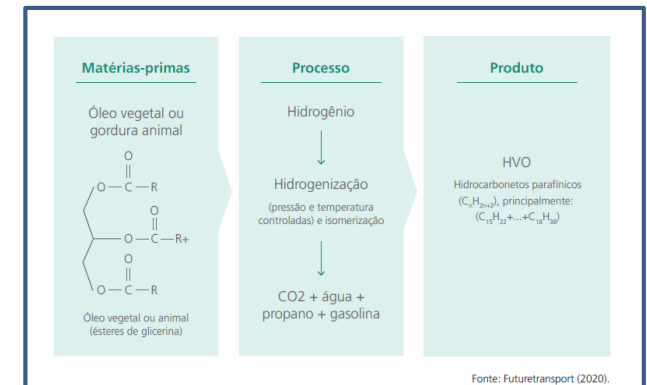 Matérias-primas
Óleo vegetal ou
gordura animal
O
||
O—C—R
O
||
O—C—R+
O
||
O—C—R
Óleo vegetal ou animal
(ésteres de glicerina)
Processo
Hidrogênio
Hidrogenização
(pressão e temperatura
controladas) e isomerização
CO2 + água +
propano + gasolina
Produto
HVO
Hidrocarbonetos parafínicos
(CₙH₂ₙ₊₂), principalmente:
(C₁₅H₂₂+...+C₁₈H₃₈)
Fonte: Futuretransport (2020).